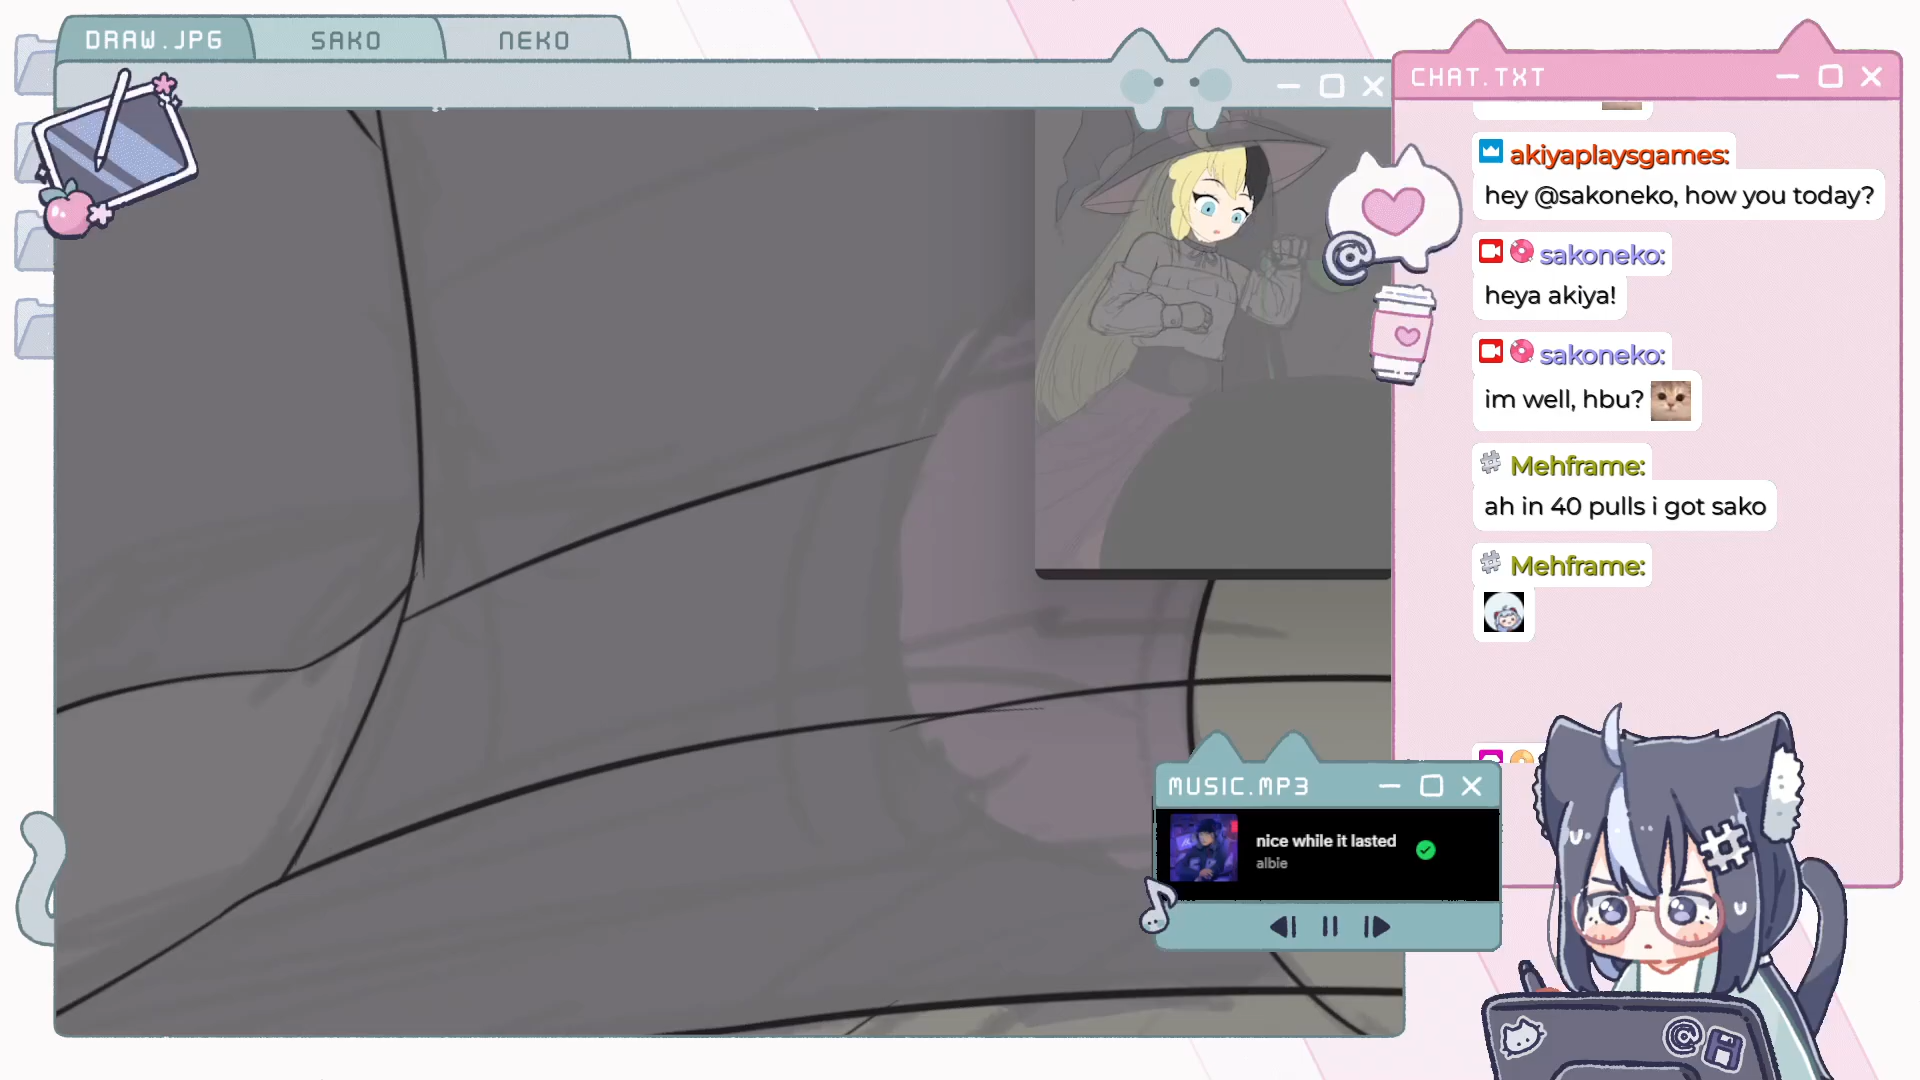 DRAW.JPG
SAKO
NEKO
CHAT.TXT
akiyaplaysgames:
hey @sakoneko, how you today?
sakoneko:
heya akiya!
sakoneko:
im well, hbu?
Mehframe:
ah in 40 pulls i got sako
Mehframe:
MUSIC.MP3
nice while it lasted
albie